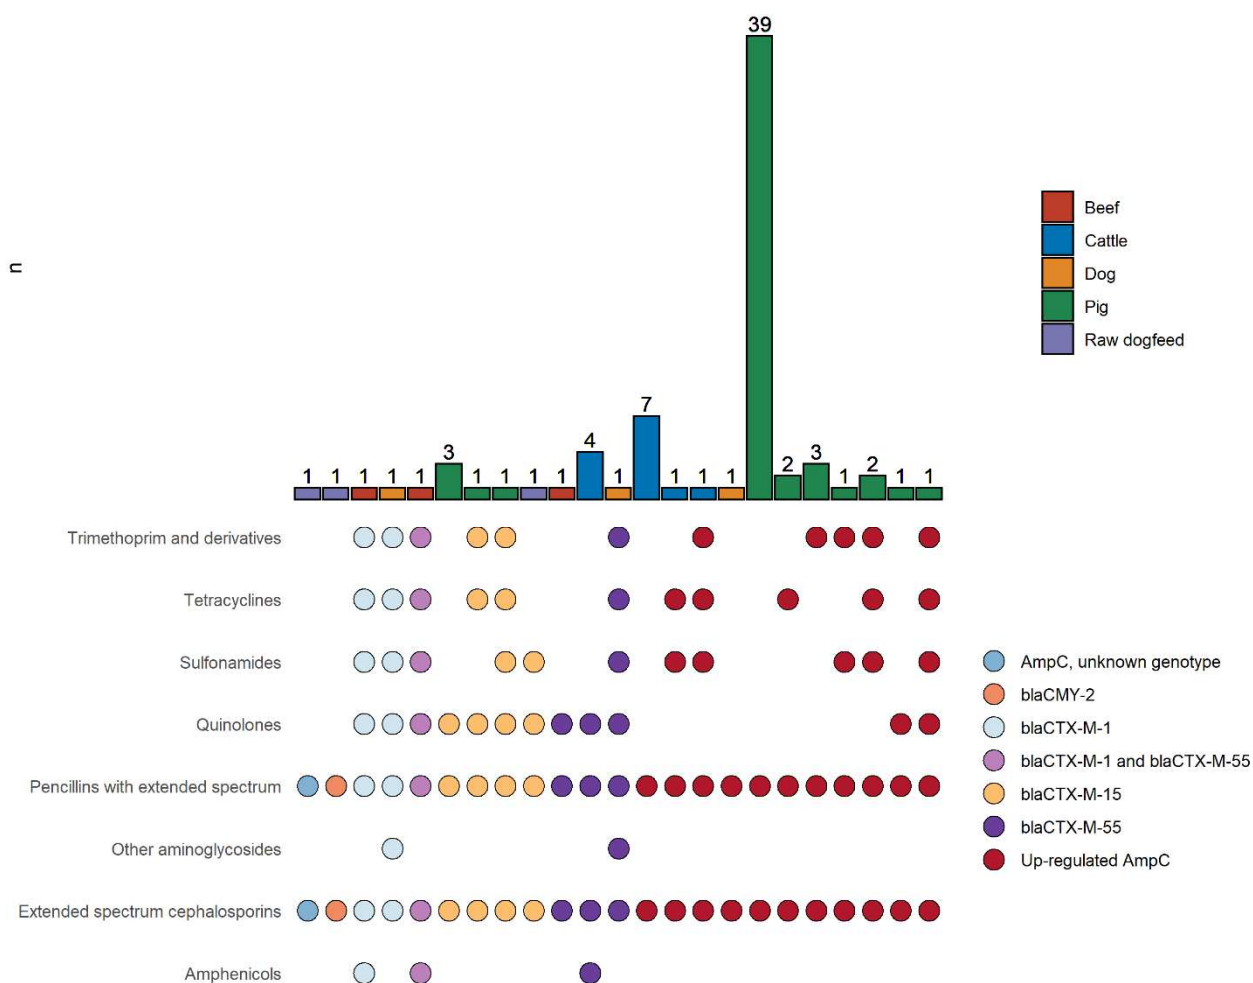 39
7
4
3
3
2
2
1 1 1 1 1 1 1 1 1 1 1 1 1 1 1 1
n
Beef
Cattle
Dog
Pig
Raw dogfeed
Trimethoprim and derivatives
Tetracyclines
Sulfonamides
Quinolones
Pencillins with extended spectrum
Other aminoglycosides
Extended spectrum cephalosporins
Amphenicols
AmpC, unknown genotype
blaCMY-2
blaCTX-M-1
blaCTX-M-1 and blaCTX-M-55
blaCTX-M-15
blaCTX-M-55
Up-regulated AmpC